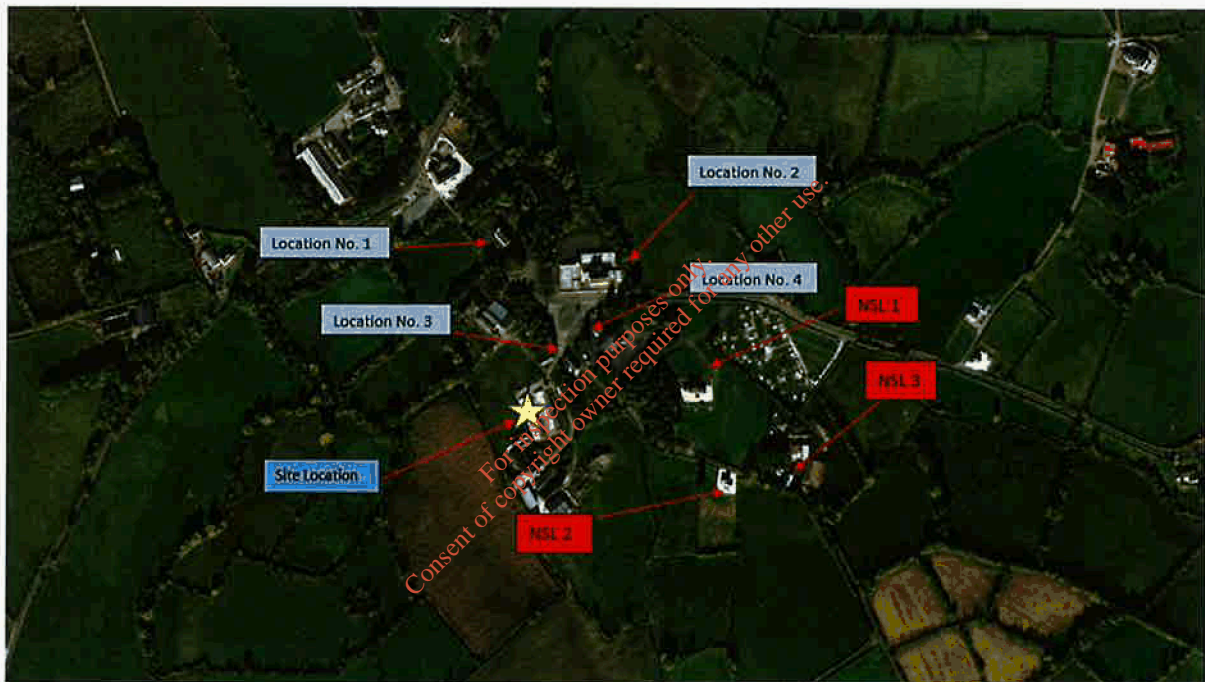 Location No. 2
Location No. 1
Location No. 4
NSL 1
Location No. 3
NSL 3
Site Location
NSL 2
For inspection purposes only.
Consent of copyright owner required for any other use.